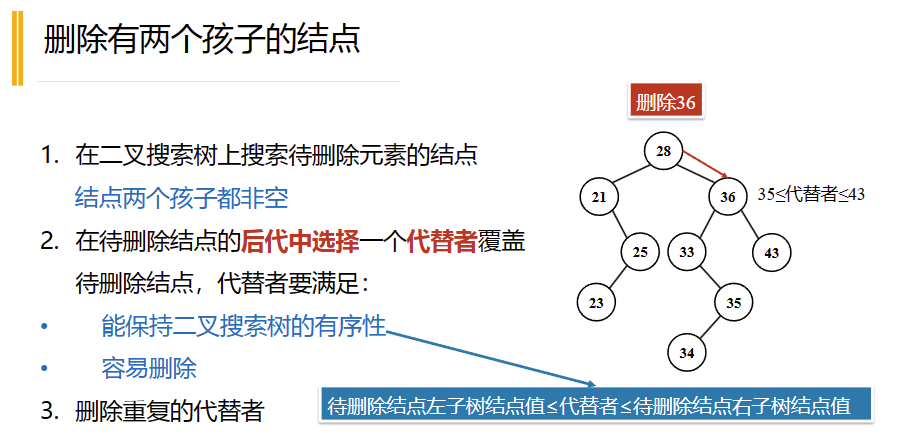 删除有两个孩子的结点
删除36
1. 在二叉搜索树上搜索待删除元素的结点
结点两个孩子都非空
2. 在待删除结点的后代中选择一个代替者覆盖
待删除结点，代替者要满足：
• 能保持二叉搜索树的有序性
• 容易删除
3. 删除重复的代替者
28
21
36
35≤代替者≤43
25
33
43
23
35
34
待删除结点左子树结点值≤代替者≤待删除结点右子树结点值